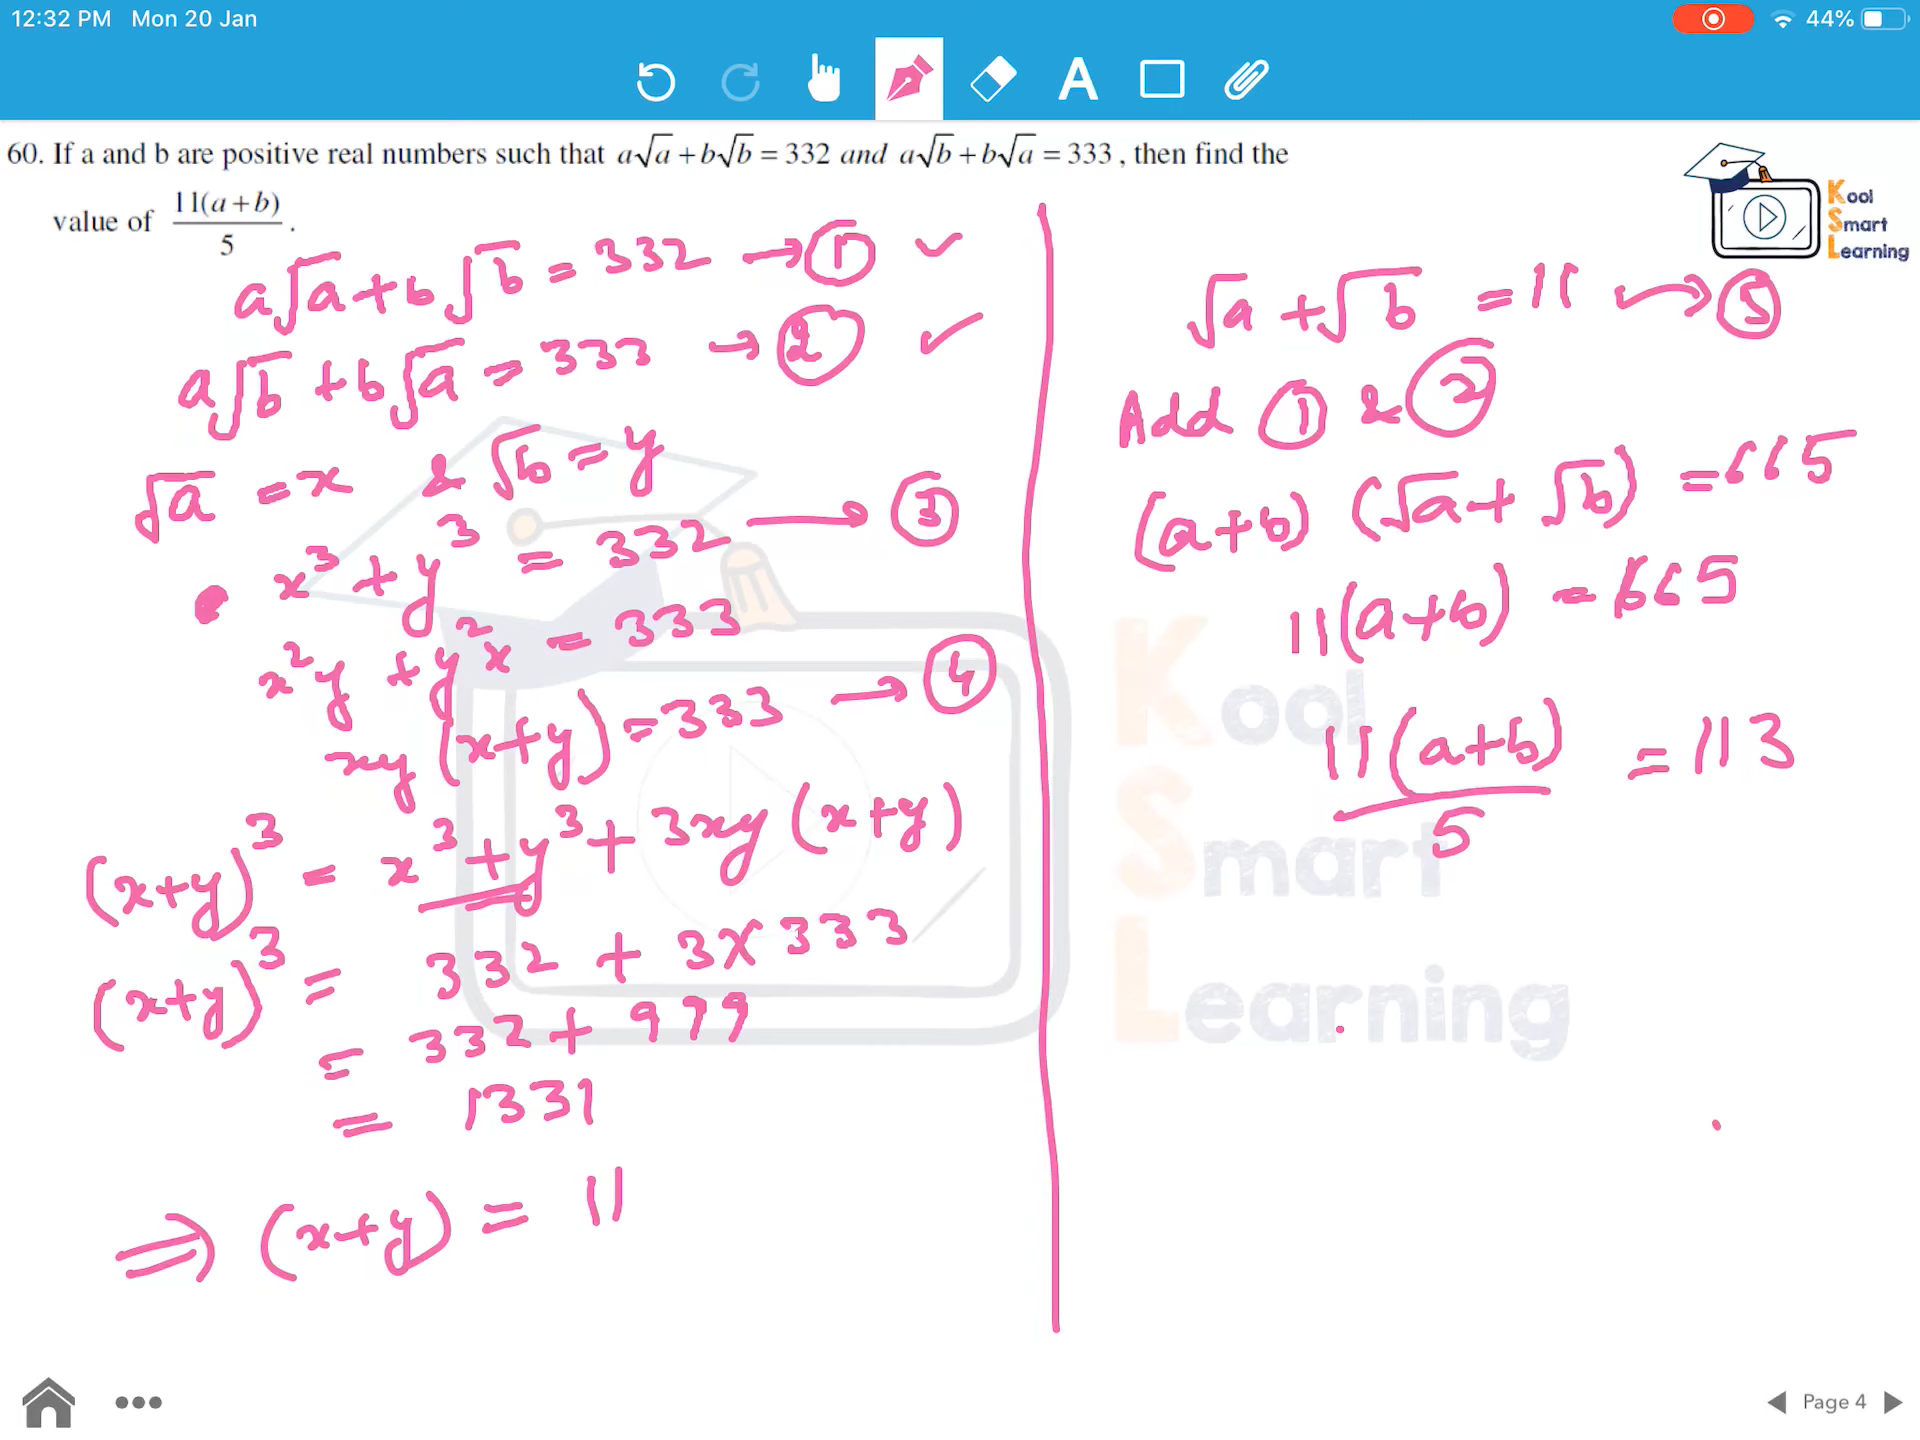 12:32 PM Mon 20 Jan
44%
60. If a and b are positive real numbers such that a√a + b√b = 332 and a√b + b√a = 333, then find the
value of 11(a+b)/5 .
Kool
Smart
Learning
a√a + b√b = 332 → ① ✓
a√b + b√a = 333 → ② ✓
√a = x & √b = y
x³ + y³ = 332 → ③
x²y + y²x = 333
xy(x+y) = 333 → ④
(x+y)³ = x³+y³ + 3xy(x+y)
(x+y)³ = 332 + 3×333
= 332 + 999
= 1331
⇒ (x+y) = 11
√a + √b = 11 → ⑤
Add ① & ②
(a+b) (√a + √b) = 665
11(a+b) = 665
11(a+b)/5 = 113
Kool
Smart
Learning
Page 4